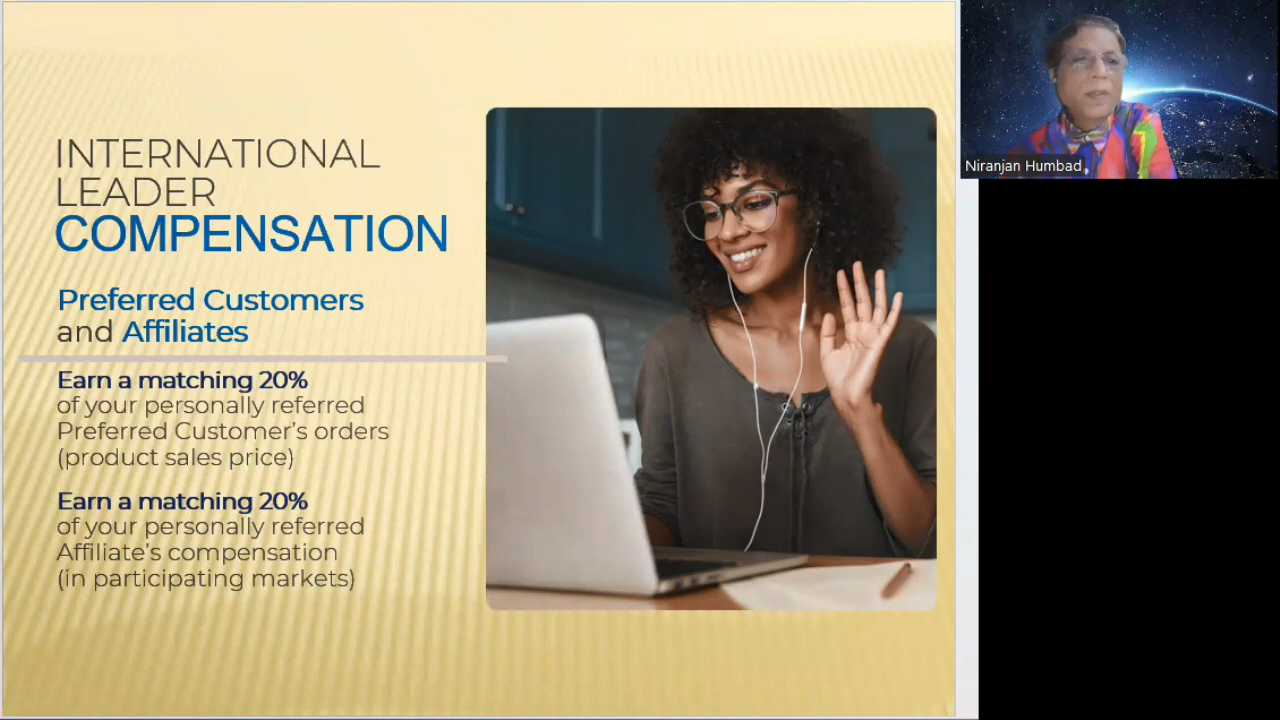 INTERNATIONAL
LEADER
COMPENSATION
Preferred Customers
and Affiliates
Earn a matching 20%
of your personally referred
Preferred Customer's orders
(product sales price)
Earn a matching 20%
of your personally referred
Affiliate's compensation
(in participating markets)
Niranjan Humbad